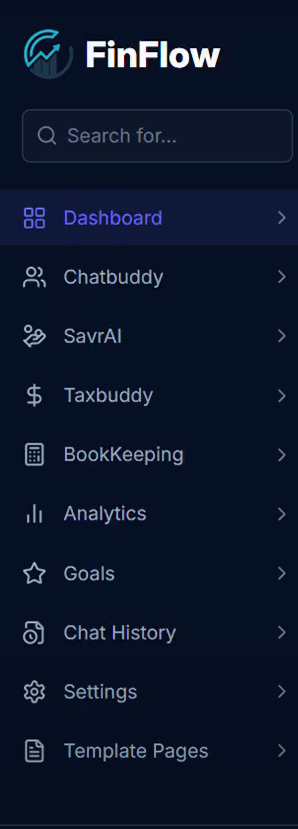 FinFlow
Search for...
Dashboard
Chatbuddy
SavrAI
Taxbuddy
BookKeeping
Analytics
Goals
Chat History
Settings
Template Pages